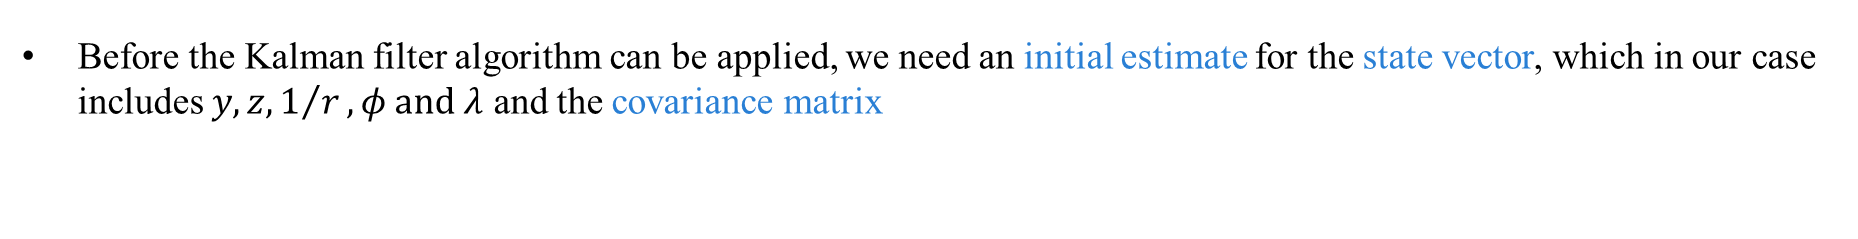 • Before the Kalman filter algorithm can be applied, we need an initial estimate for the state vector, which in our case
includes y, z, 1/r , ϕ and λ and the covariance matrix